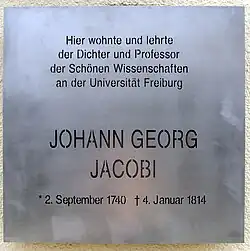 Hier wohnte und lehrte
der Dichter und Professor
der Schönen Wissenschaften
an der Universität Freiburg
JOHANN GEORG
JACOBI
* 2. September 1740 † 4. Januar 1814